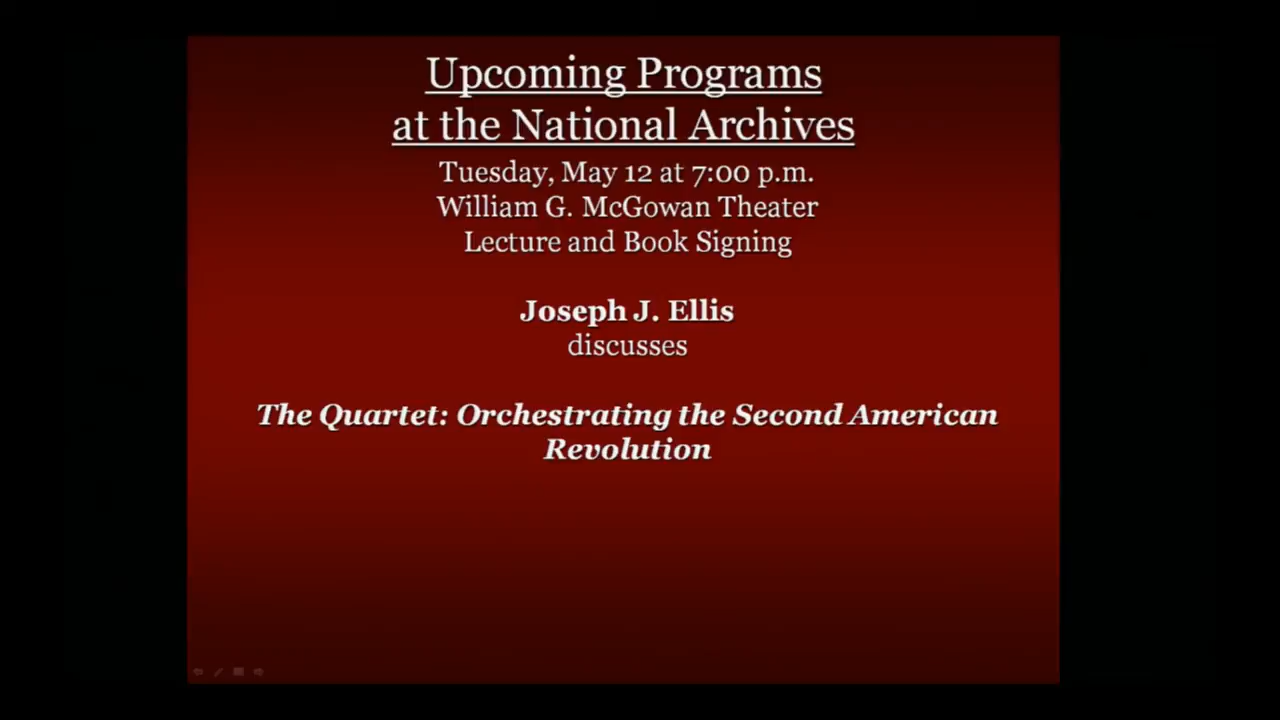 Upcoming Programs
at the National Archives
Tuesday, May 12 at 7:00 p.m.
William G. McGowan Theater
Lecture and Book Signing
Joseph J. Ellis
discusses
The Quartet: Orchestrating the Second American
Revolution